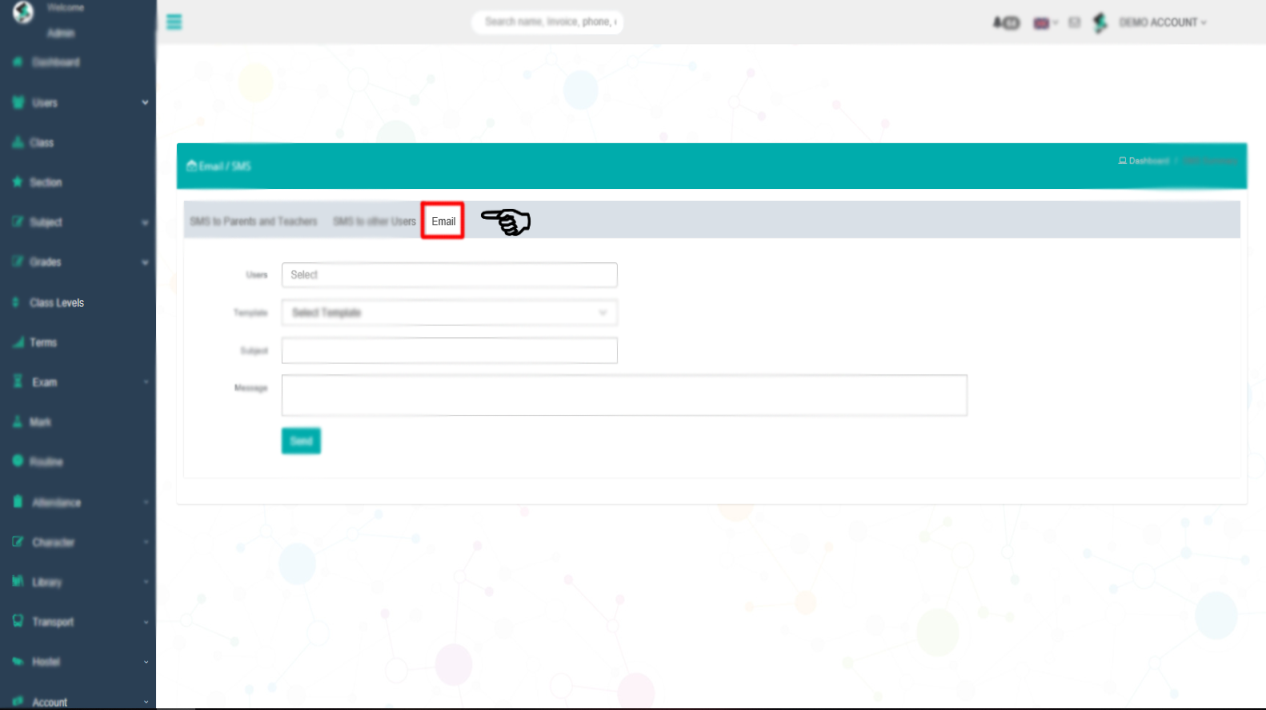 Welcome
Admin
Search name, Invoice, phone,
DEMO ACCOUNT
Dashboard
Users
Class
Section
Subject
Grades
Class Levels
Terms
Exam
Mark
Routine
Attendance
Character
Library
Transport
Hostel
Account
Email / SMS
Dashboard /
SMS to Parents and Teachers
SMS to other Users
Email
Users
Select
Template
Select Template
Subject
Message
Send